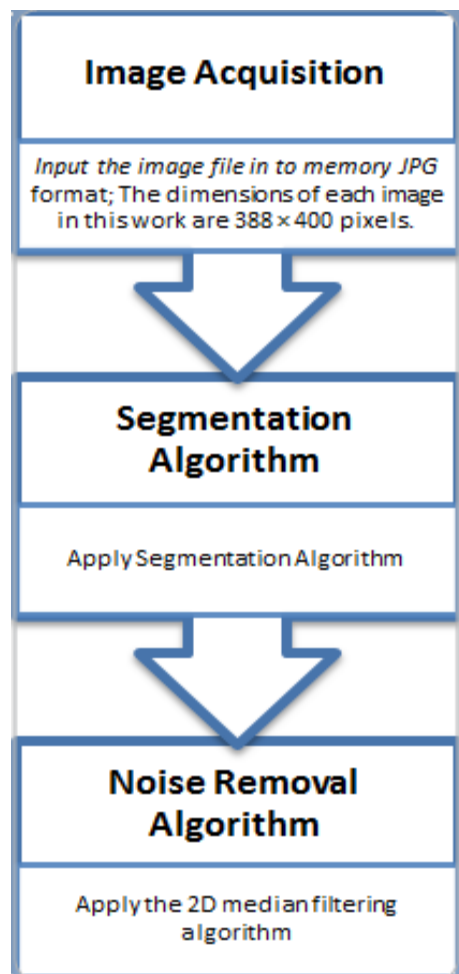 Image Acquisition
Input the image file in to memory JPG
format; The dimensions of each image
in this work are 388 × 400 pixels.
Segmentation
Algorithm
Apply Segmentation Algorithm
Noise Removal
Algorithm
Apply the 2D median filtering
algorithm